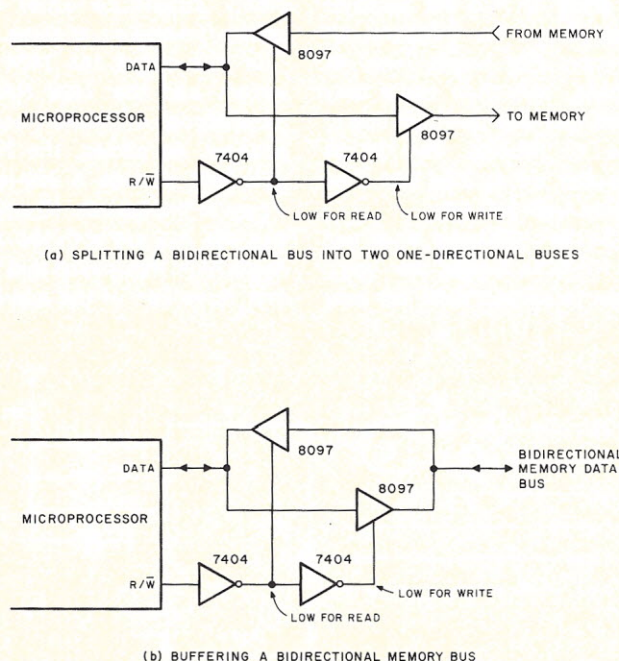 FROM MEMORY
8097
DATA
MICROPROCESSOR
TO MEMORY
8097
7404
7404
R/W̅
LOW FOR READ
LOW FOR WRITE
(a) SPLITTING A BIDIRECTIONAL BUS INTO TWO ONE-DIRECTIONAL BUSES
8097
BIDIRECTIONAL
MEMORY DATA
BUS
DATA
8097
MICROPROCESSOR
7404
7404
R/W̅
LOW FOR READ
LOW FOR WRITE
(b) BUFFERING A BIDIRECTIONAL MEMORY BUS